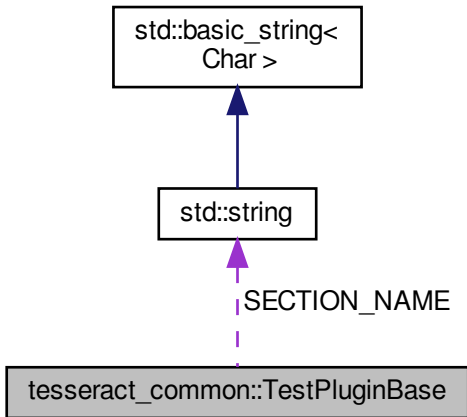 std::basic_string<
Char >
std::string
SECTION_NAME
tesseract_common::TestPluginBase